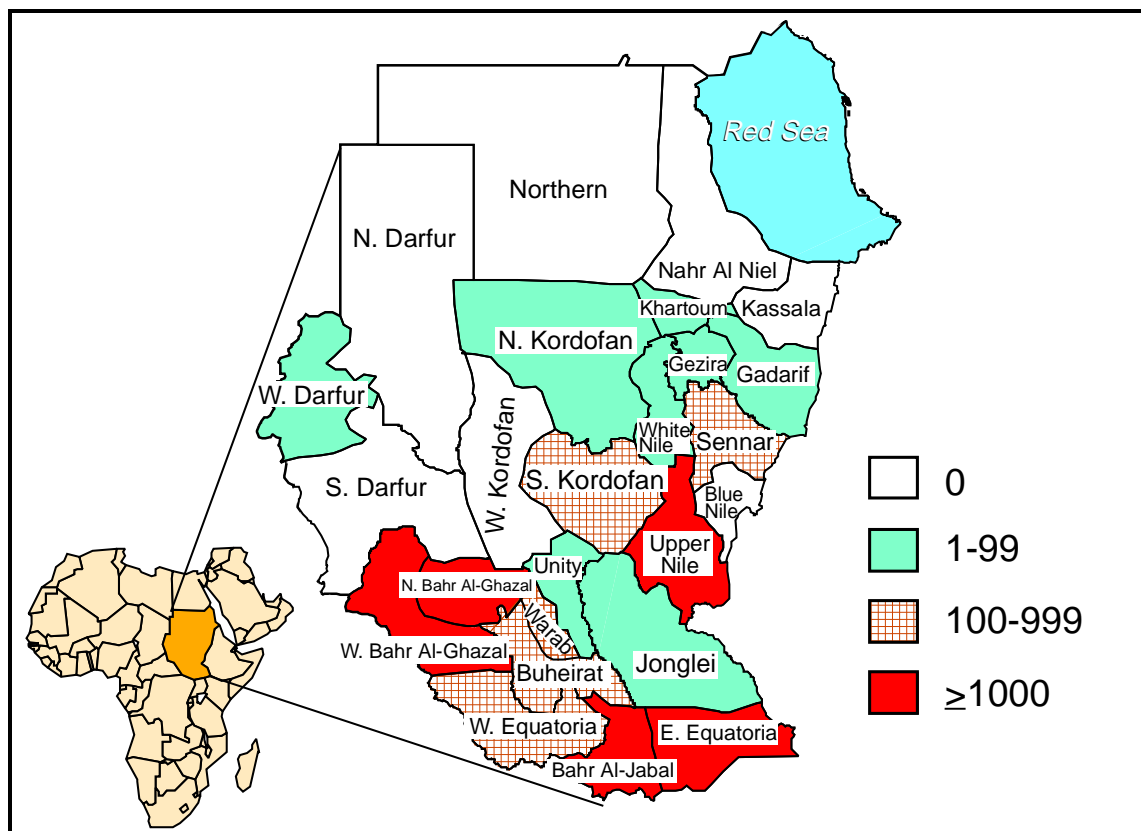 Red Sea
Northern
N. Darfur
Nahr Al Niel
Khartoum
Kassala
N. Kordofan
Gezira
Gadarif
W. Darfur
White
Nile
Sennar
W. Kordofan
S. Kordofan
S. Darfur
Blue
Nile
Upper
Nile
Unity
N. Bahr Al-Ghazal
Warab
W. Bahr Al-Ghazal
Buheirat
Jonglei
W. Equatoria
E. Equatoria
Bahr Al-Jabal
0
1-99
100-999
≥1000